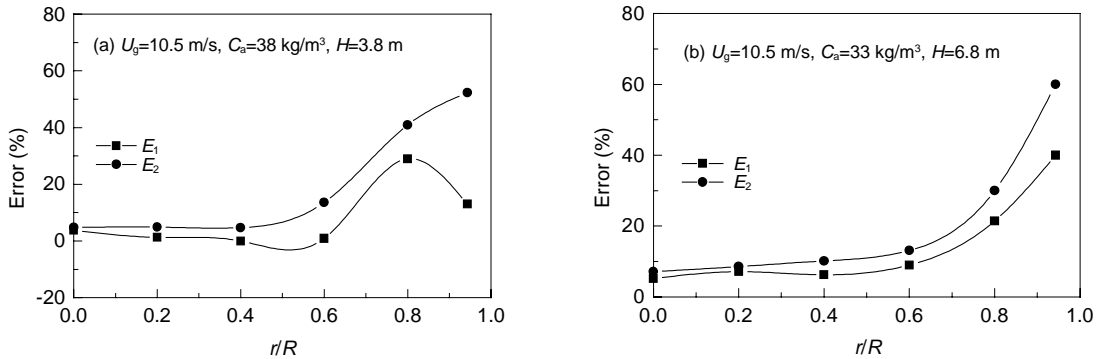 80
60
40
20
0
-20
Error (%)
(a) Ug=10.5 m/s, Ca=38 kg/m³, H=3.8 m
E1
E2
0.0 0.2 0.4 0.6 0.8 1.0
r/R
80
60
40
20
0
Error (%)
(b) Ug=10.5 m/s, Ca=33 kg/m³, H=6.8 m
E1
E2
0.0 0.2 0.4 0.6 0.8 1.0
r/R